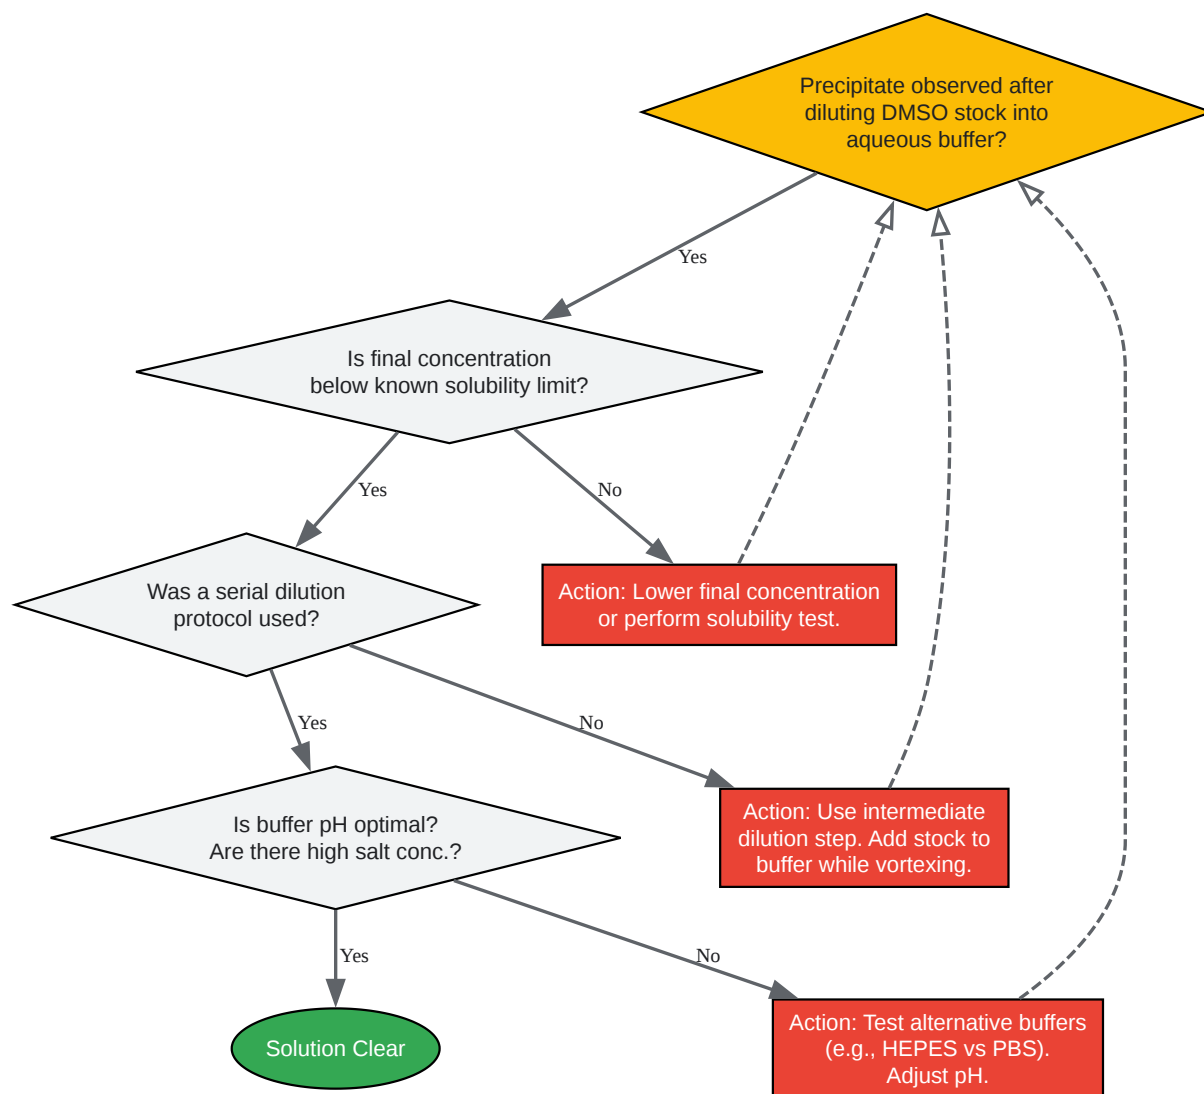 Precipitate observed after
diluting DMSO stock into
aqueous buffer?
Yes
Is final concentration
below known solubility limit?
Yes
No
Was a serial dilution
protocol used?
Action: Lower final concentration
or perform solubility test.
Yes
No
Is buffer pH optimal?
Are there high salt conc.?
Action: Use intermediate
dilution step. Add stock to
buffer while vortexing.
Yes
No
Solution Clear
Action: Test alternative buffers
(e.g., HEPES vs PBS).
Adjust pH.